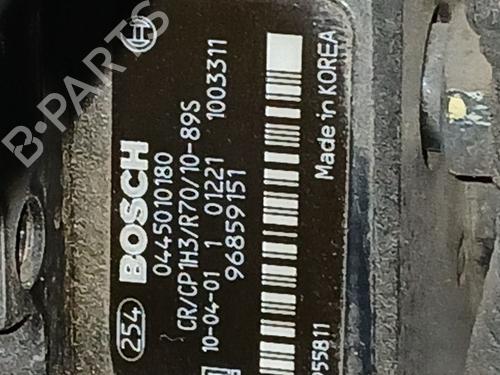 254 BOSCH
0445010180
CR/CP1H3/R70/10-89S
10-04-01 1 01221 1003311
96859151
Made in KOREA
P55811
B-PARTS